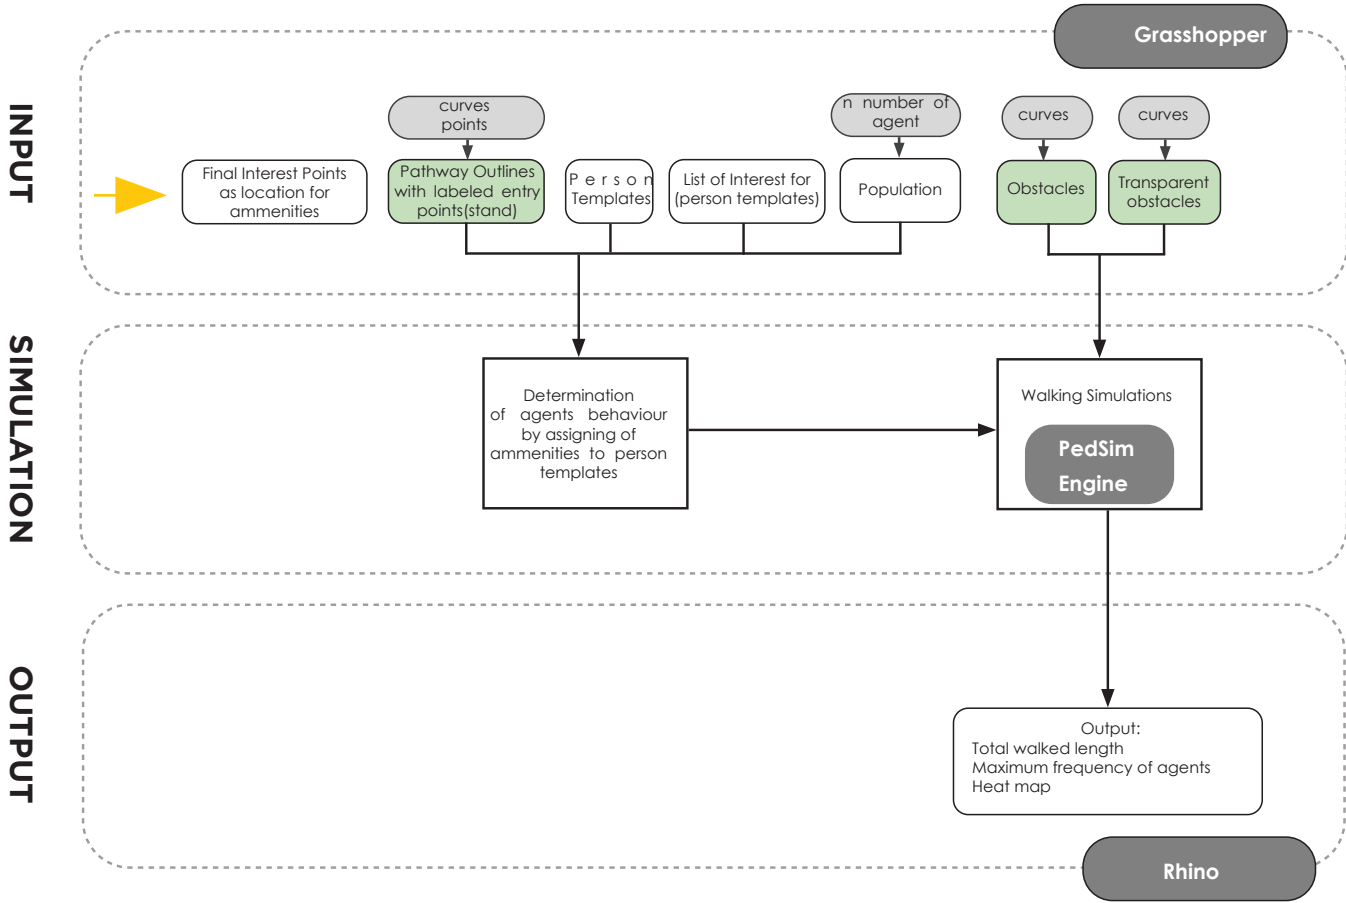 Grasshopper
INPUT
curves
points
n number of
agent
curves
curves
Final Interest Points
as location for
ammenities
Pathway Outlines
with labeled entry
points(stand)
Person
Templates
List of Interest for
(person templates)
Population
Obstacles
Transparent
obstacles
SIMULATION
Determination
of agents behaviour
by assigning of
ammenities to person
templates
Walking Simulations
PedSim
Engine
OUTPUT
Output:
Total walked length
Maximum frequency of agents
Heat map
Rhino